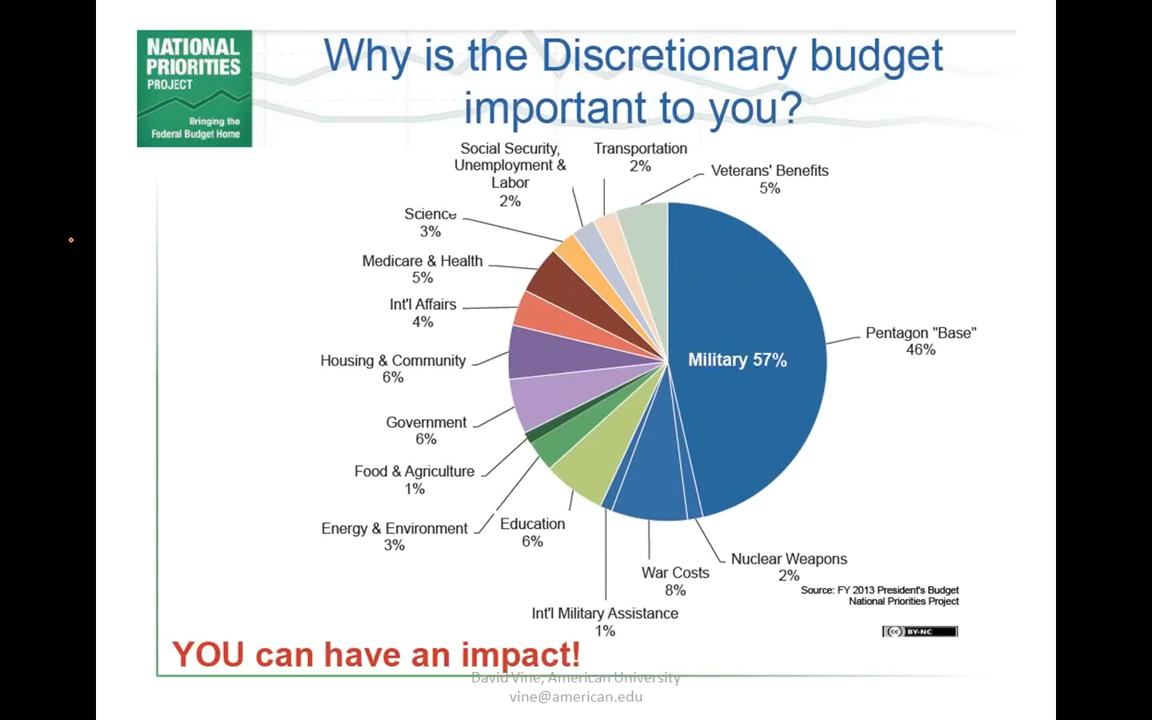 NATIONAL
PRIORITIES
PROJECT
Bringing the
Federal Budget Home
Why is the Discretionary budget
important to you?
Social Security,
Unemployment &
Labor
2%
Transportation
2%
Veterans' Benefits
5%
Science
3%
Medicare & Health
5%
Int'l Affairs
4%
Housing & Community
6%
Government
6%
Food & Agriculture
1%
Energy & Environment
3%
Education
6%
Military 57%
Pentagon "Base"
46%
Nuclear Weapons
2%
War Costs
8%
Int'l Military Assistance
1%
Source: FY 2013 President's Budget
National Priorities Project
cc BY-NC
YOU can have an impact!
David Vine, American University
vine@american.edu